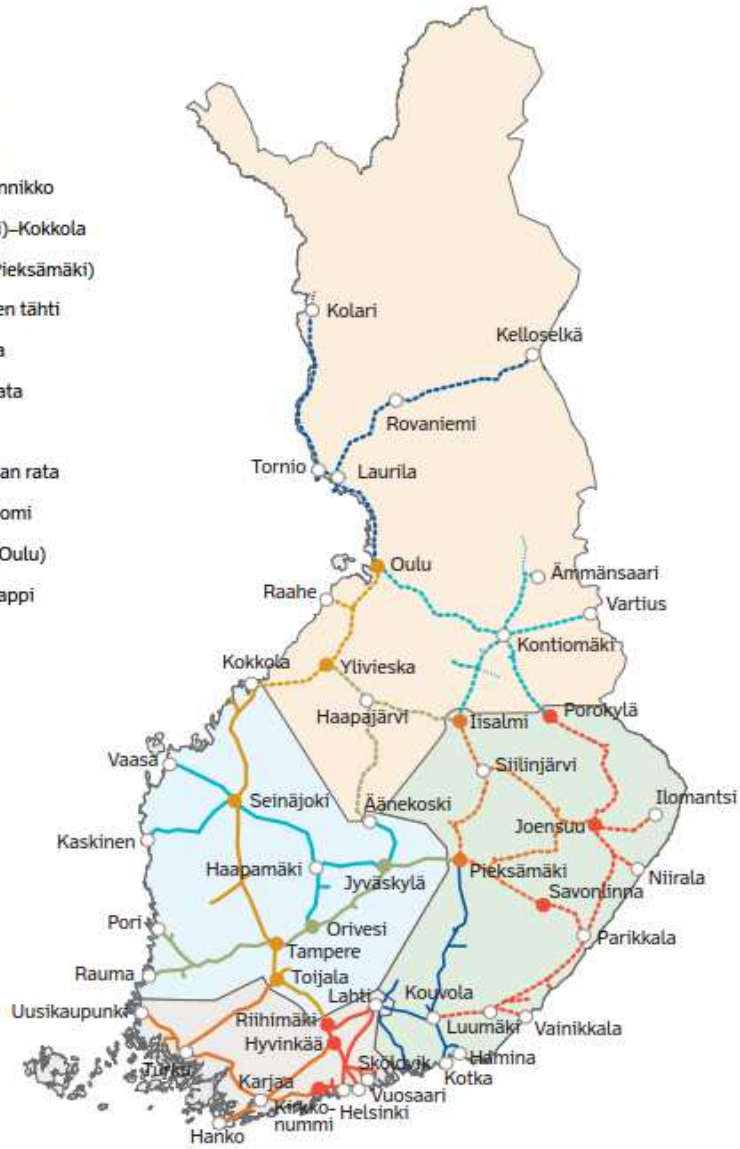 nnikko
i)–Kokkola
Pieksämäki)
en tähti
a
ata
an rata
omi
Oulu)
appi
Kolari
Kelloselkä
Rovaniemi
Tornio
Laurila
Oulu
Ämmänsaari
Raahe
Vartius
Kontiomäki
Kokkola
Ylivieska
Haapajärvi
Iisalmi
Porokylä
Vaasa
Siilinjärvi
Seinäjoki
Äänekoski
Ilomantsi
Joensuu
Kaskinen
Haapamäki
Jyväskylä
Pieksämäki
Niirala
Savonlinna
Pori
Orivesi
Parikkala
Tampere
Rauma
Toijala
Lahti
Kouvola
Uusikaupunki
Riihimäki
Luumäki
Vainikkala
Hyvinkää
Sköldvik
Hamina
Turku
Kotka
Karjaa
Vuosaari
Kirkko-
nummi
Helsinki
Hanko